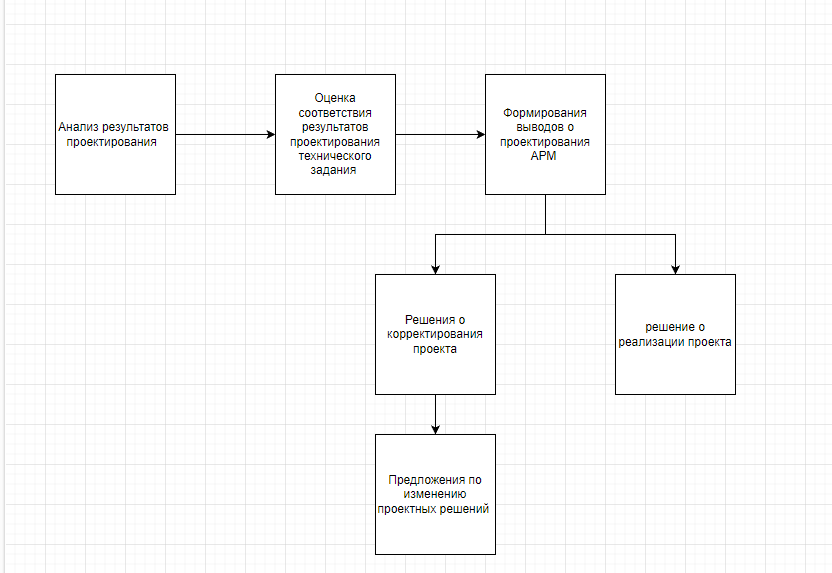 Анализ результатов
проектирования
Оценка
соответствия
результатов
проектирования
технического
задания
Формирования
выводов о
проектирования
АРМ
Решения о
корректирования
проекта
решение о
реализации проекта
Предложения по
изменению
проектных решений